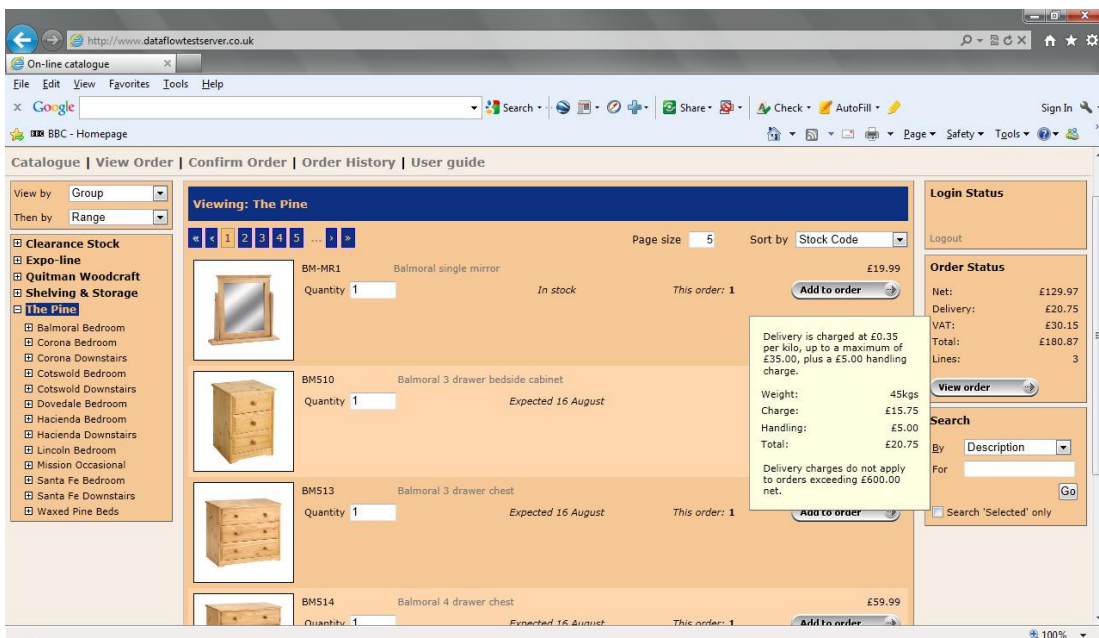 http://www.dataflowtestserver.co.uk
On-line catalogue
File Edit View Favorites Tools Help
Google Search Share Check AutoFill Sign In
BBC - Homepage Page Safety Tools
Catalogue | View Order | Confirm Order | Order History | User guide
View by Group
Then by Range
Clearance Stock
Expo-line
Quitman Woodcraft
Shelving & Storage
The Pine
Balmoral Bedroom
Corona Bedroom
Corona Downstairs
Cotswold Bedroom
Cotswold Downstairs
Dovedale Bedroom
Hacienda Bedroom
Hacienda Downstairs
Lincoln Bedroom
Mission Occasional
Santa Fe Bedroom
Santa Fe Downstairs
Waxed Pine Beds
Viewing: The Pine
« < 1 2 3 4 5 ... > »
Page size 5 Sort by Stock Code
BM-MR1 Balmoral single mirror £19.99
Quantity 1 In stock This order: 1 Add to order
BM510 Balmoral 3 drawer bedside cabinet
Quantity 1 Expected 16 August
BM513 Balmoral 3 drawer chest
Quantity 1 Expected 16 August This order: 1 Add to order
BM514 Balmoral 4 drawer chest £59.99
Quantity 1 Expected 16 August This order: 1 Add to order
Delivery is charged at £0.35
per kilo, up to a maximum of
£35.00, plus a £5.00 handling
charge.
Weight: 45kgs
Charge: £15.75
Handling: £5.00
Total: £20.75
Delivery charges do not apply
to orders exceeding £600.00
net.
Login Status
Logout
Order Status
Net: £129.97
Delivery: £20.75
VAT: £30.15
Total: £180.87
Lines: 3
View order
Search
By Description
For
Go
Search 'Selected' only
100%